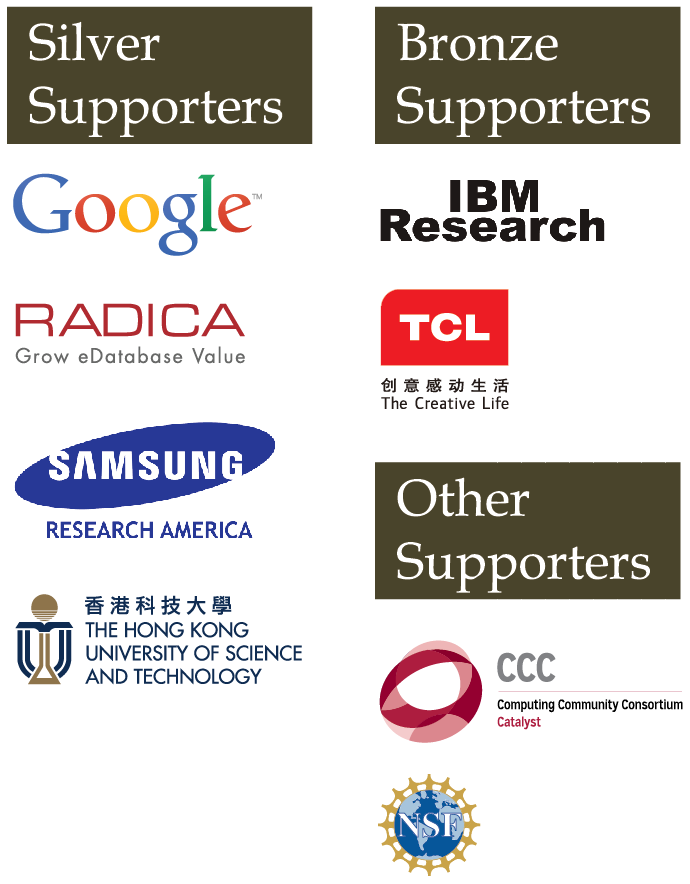 Silver
Supporters
Google™
RADICA
Grow eDatabase Value
SAMSUNG
RESEARCH AMERICA
香港科技大學
THE HONG KONG
UNIVERSITY OF SCIENCE
AND TECHNOLOGY
Bronze
Supporters
IBM
Research
TCL
创意感动生活
The Creative Life
Other
Supporters
CCC
Computing Community Consortium
Catalyst
NSF